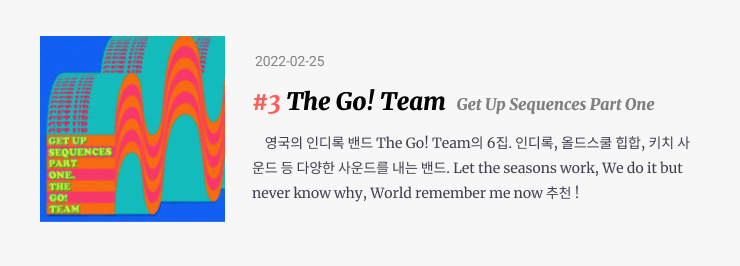 2022-02-25
#3 The Go! Team Get Up Sequences Part One
영국의 인디록 밴드 The Go! Team의 6집. 인디록, 올드스쿨 힙합, 키치 사
운드 등 다양한 사운드를 내는 밴드. Let the seasons work, We do it but
never know why, World remember me now 추천 !
GET UP
SEQUENCES
PART
ONE.
THE
GO!
TEAM